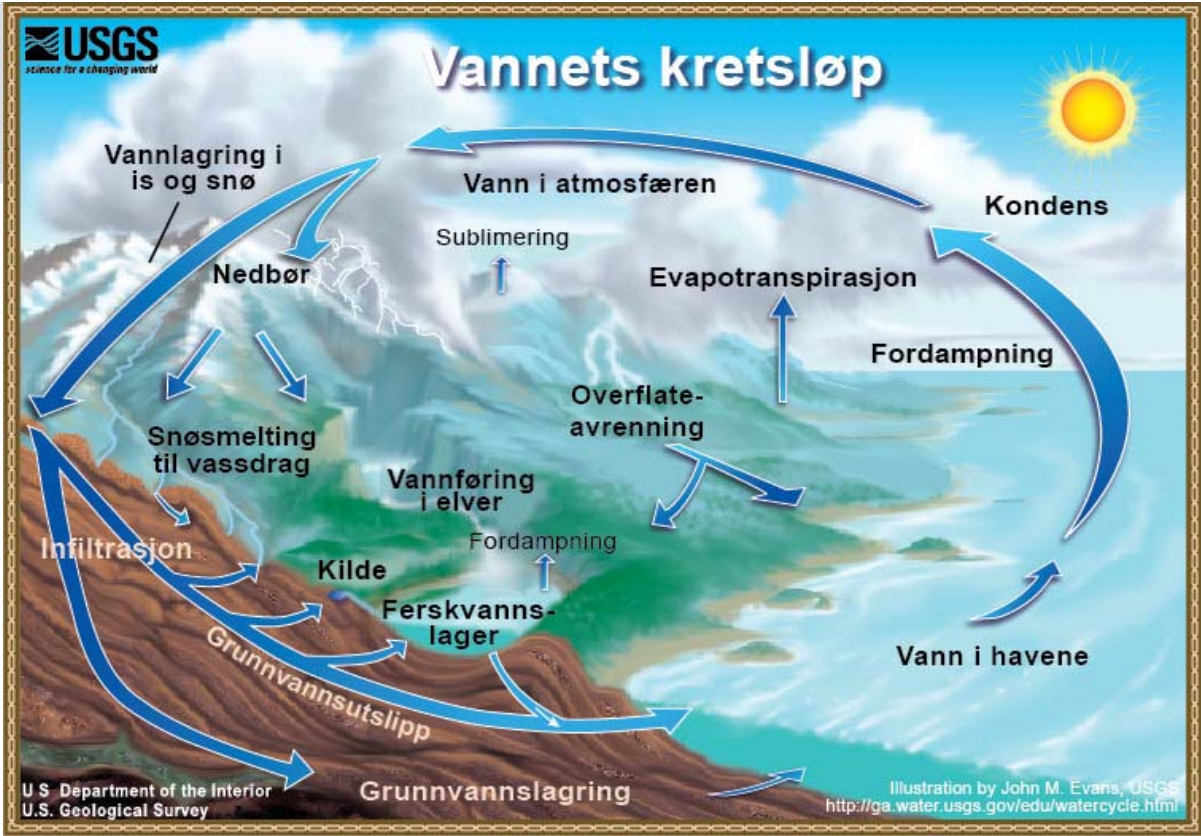 USGS
science for a changing world
Vannets kretsløp
Vannlagring i
is og snø
Vann i atmosfæren
Kondens
Sublimering
Nedbør
Evapotranspirasjon
Fordampning
Overflate-
avrenning
Snøsmelting
til vassdrag
Vannføring
i elver
Fordampning
Infiltrasjon
Kilde
Ferskvanns-
lager
Vann i havene
Grunnvannsutslipp
Grunnvannslagring
U S Department of the Interior
U.S. Geological Survey
Illustration by John M. Evans, USGS
http://ga.water.usgs.gov/edu/watercycle.html